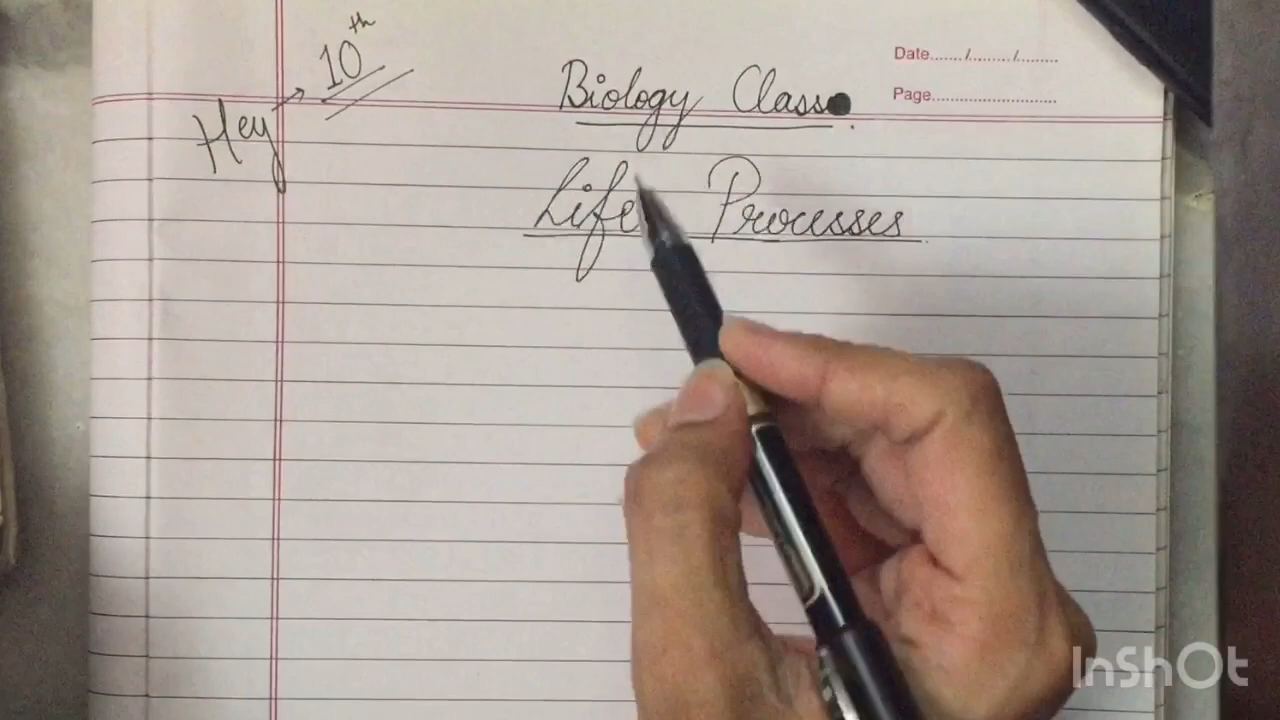 10th
Hey →
Biology Class
Date....../........./.........
Page............................
Life Processes
InShOt